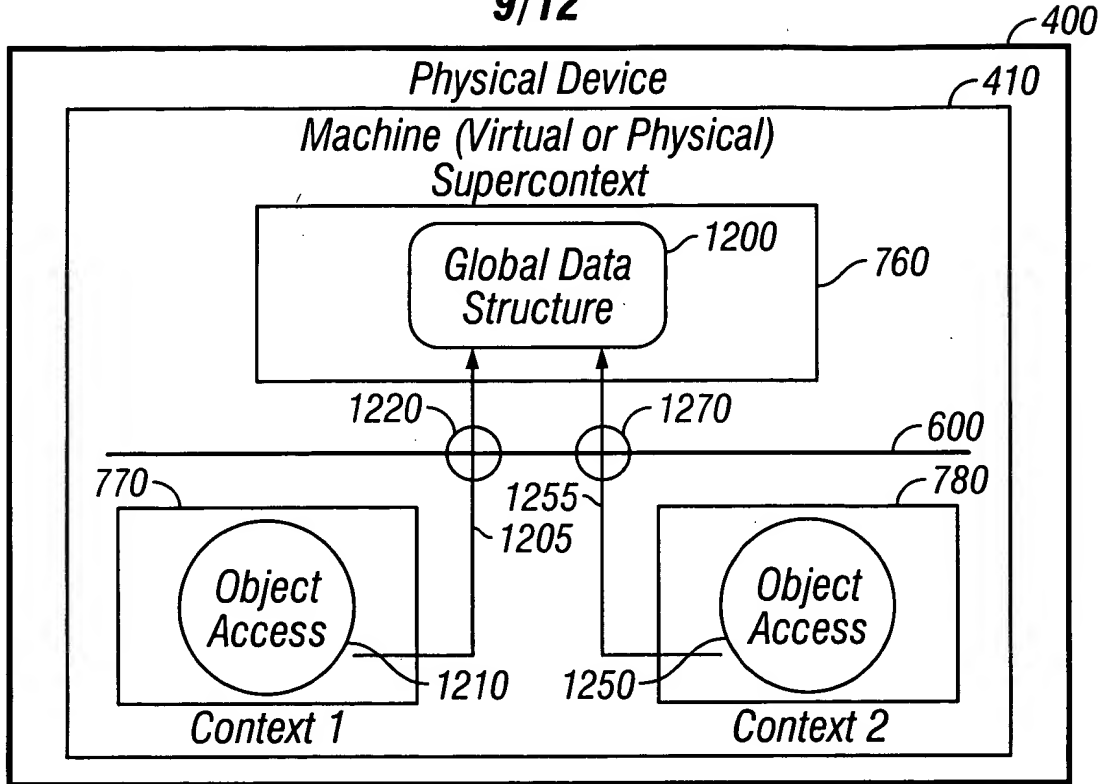 9/12
400
Physical Device
410
Machine (Virtual or Physical)
Supercontext
1200
Global Data
Structure
760
1220
1270
600
770
1255
780
1205
Object
Access
Object
Access
1210
1250
Context 1
Context 2